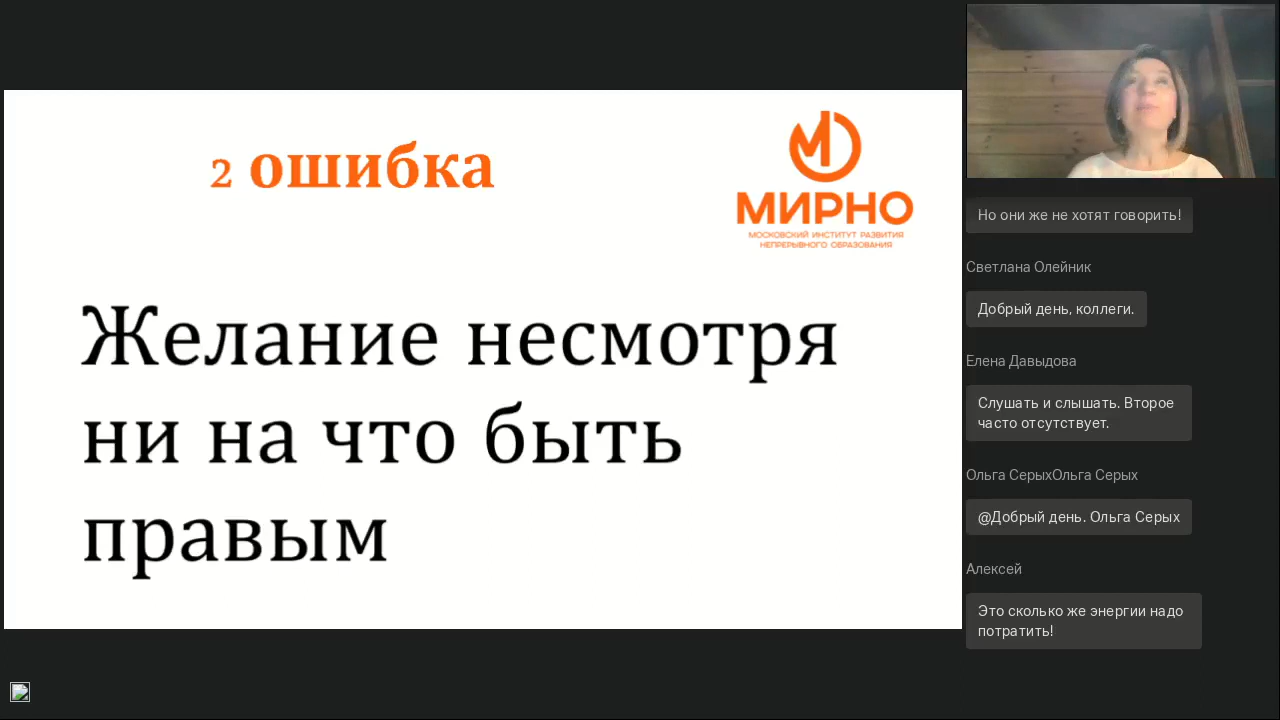 2 ошибка
МИРНО
МОСКОВСКИЙ ИНСТИТУТ РАЗВИТИЯ
НЕПРЕРЫВНОГО ОБРАЗОВАНИЯ
Желание несмотря
ни на что быть
правым
Но они же не хотят говорить!
Светлана Олейник
Добрый день, коллеги.
Елена Давыдова
Слушать и слышать. Второе
часто отсутствует.
Ольга СерыхОльга Серых
@Добрый день. Ольга Серых
Алексей
Это сколько же энергии надо
потратить!